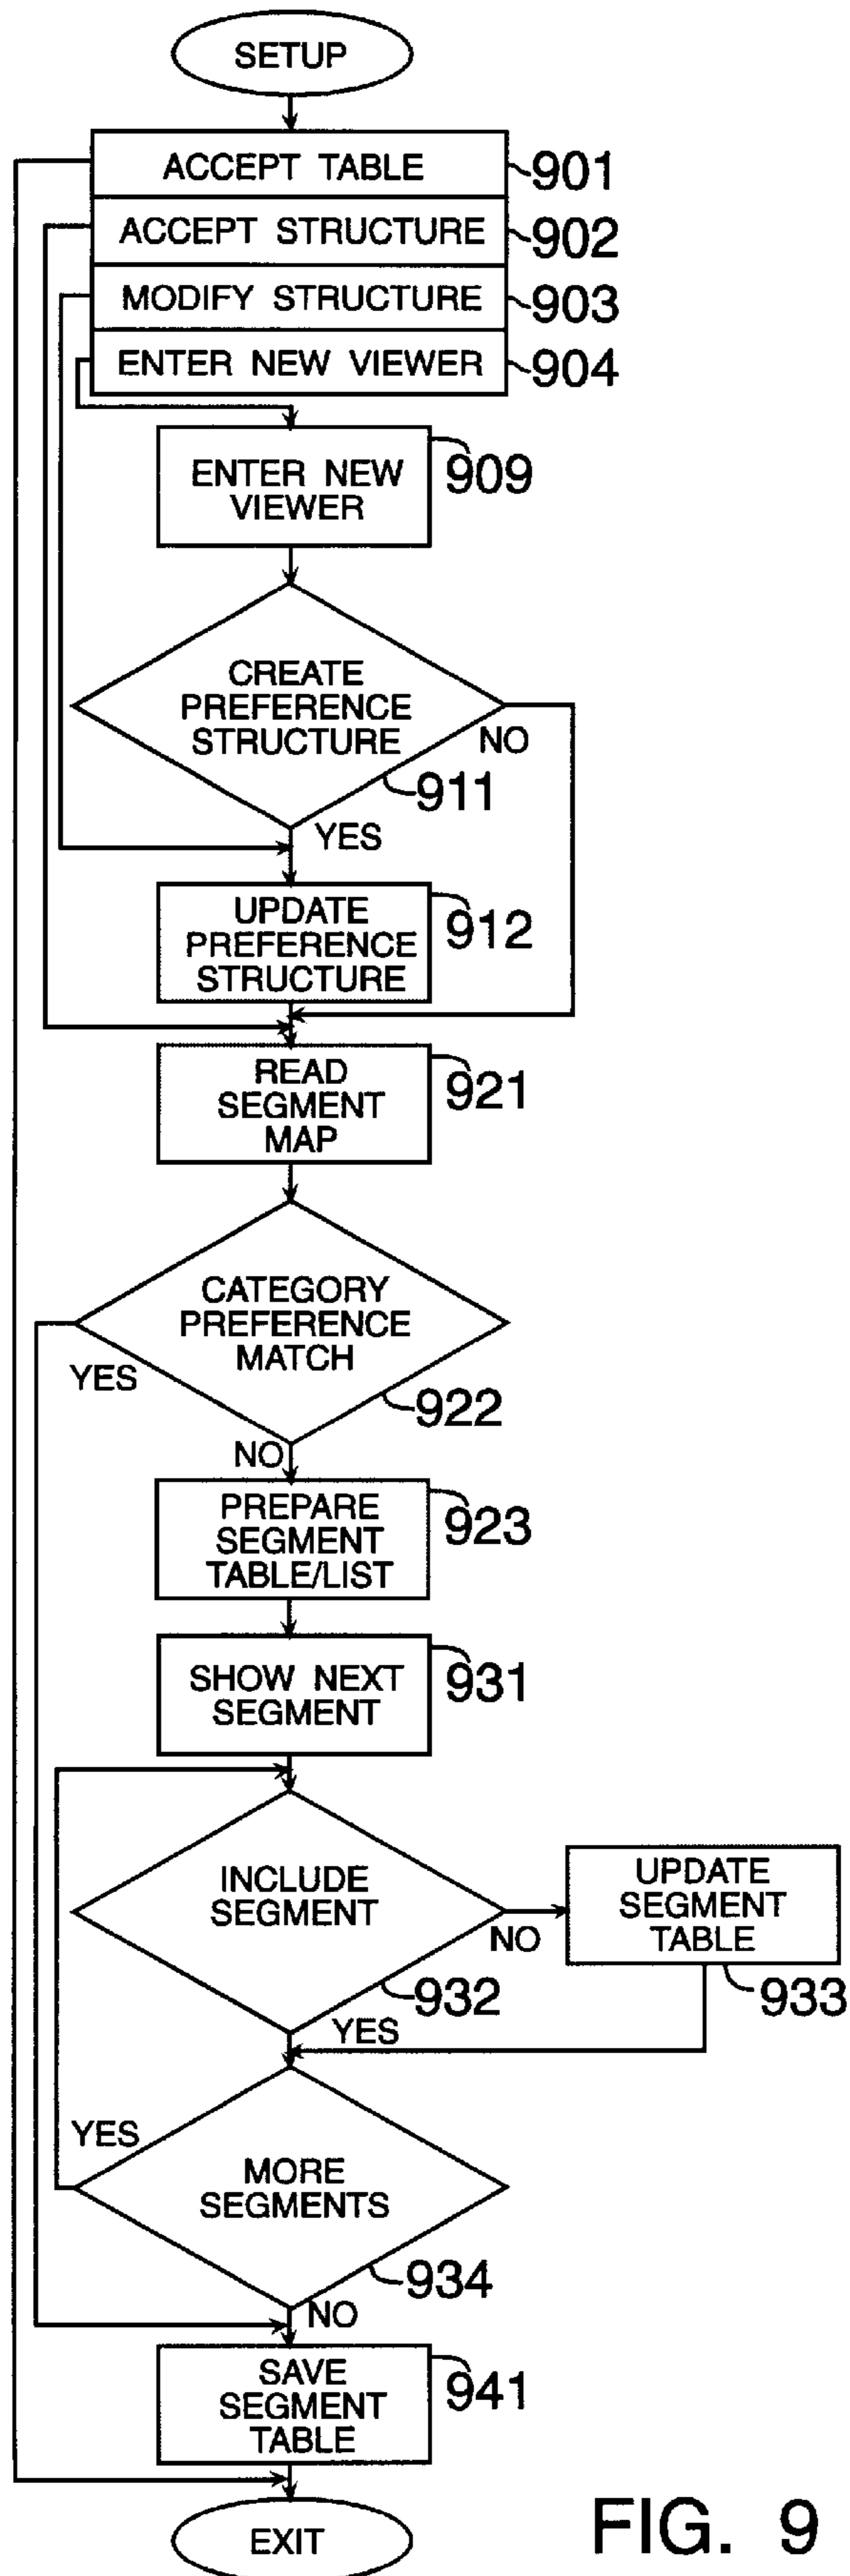 SETUP
ACCEPT TABLE
901
ACCEPT STRUCTURE
902
MODIFY STRUCTURE
903
ENTER NEW VIEWER
904
ENTER NEW
VIEWER
909
CREATE
PREFERENCE
STRUCTURE
NO
911
YES
UPDATE
PREFERENCE
STRUCTURE
912
READ
SEGMENT
MAP
921
CATEGORY
PREFERENCE
MATCH
YES
922
NO
PREPARE
SEGMENT
TABLE/LIST
923
SHOW NEXT
SEGMENT
931
INCLUDE
SEGMENT
NO
932
UPDATE
SEGMENT
TABLE
933
YES
YES
MORE
SEGMENTS
934
NO
SAVE
SEGMENT
TABLE
941
EXIT
FIG. 9